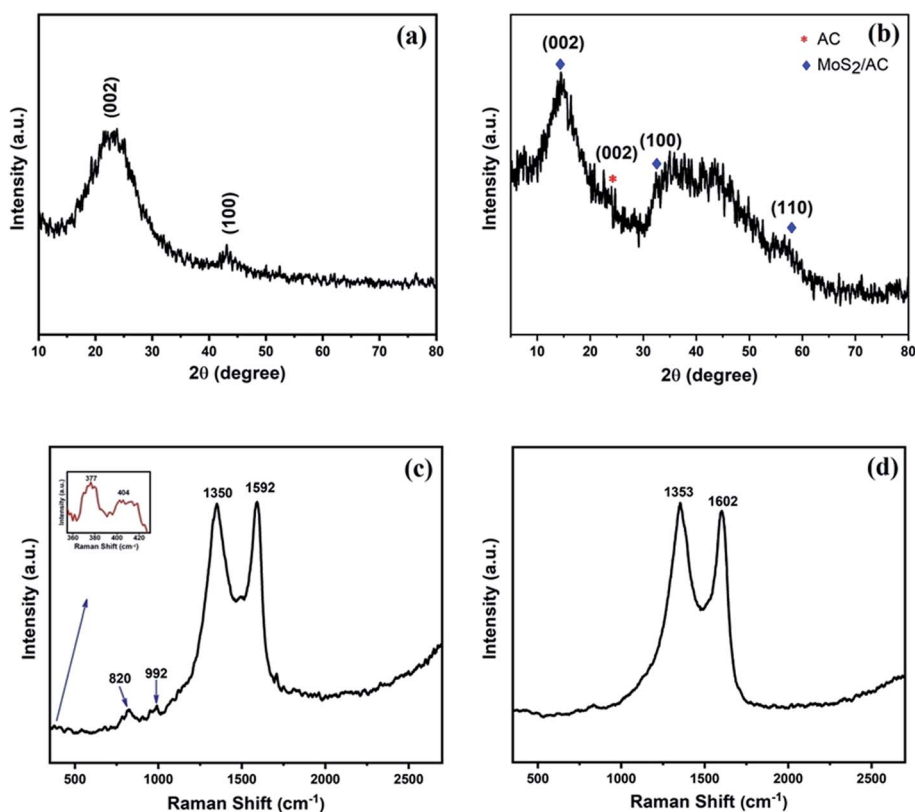 (a)
(002)
(100)
Intensity (a.u.)
10 20 30 40 50 60 70 80
2θ (degree)
(b)
* AC
◆ MoS₂/AC
(002)
(002)
(100)
(110)
Intensity (a.u.)
10 20 30 40 50 60 70 80
2θ (degree)
(c)
377
404
Intensity (a.u.)
360 380 400 420
Raman Shift (cm⁻¹)
1350
1592
820
992
Intensity (a.u.)
500 1000 1500 2000 2500
Raman Shift (cm⁻¹)
(d)
1353
1602
Intensity (a.u.)
500 1000 1500 2000 2500
Raman Shift (cm⁻¹)